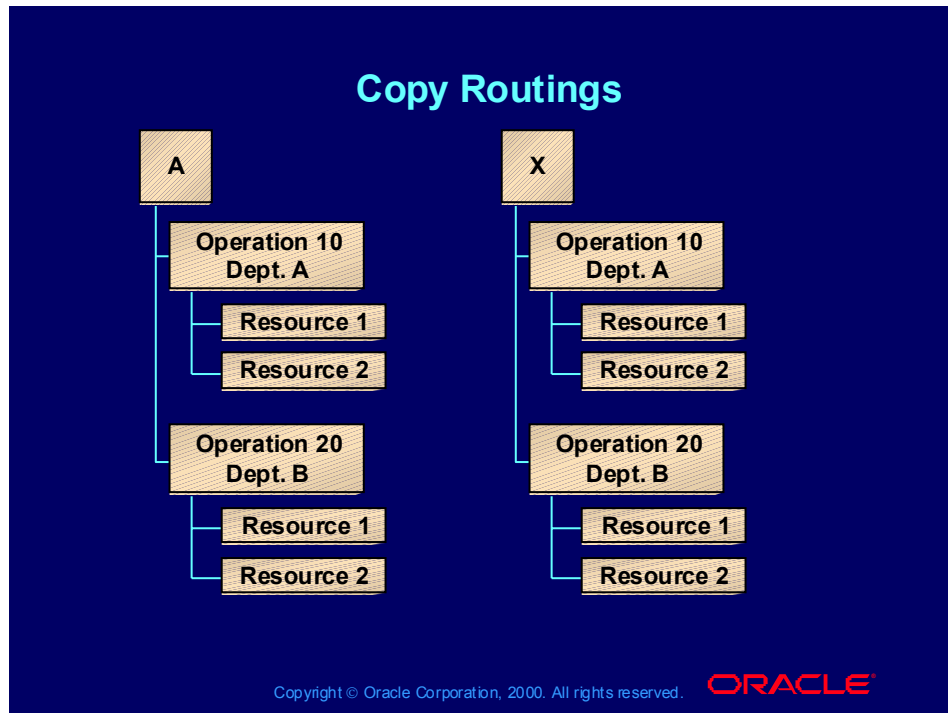 Copy Routings
A
Operation 10
Dept. A
Resource 1
Resource 2
Operation 20
Dept. B
Resource 1
Resource 2
X
Operation 10
Dept. A
Resource 1
Resource 2
Operation 20
Dept. B
Resource 1
Resource 2
Copyright © Oracle Corporation, 2000. All rights reserved.
ORACLE®